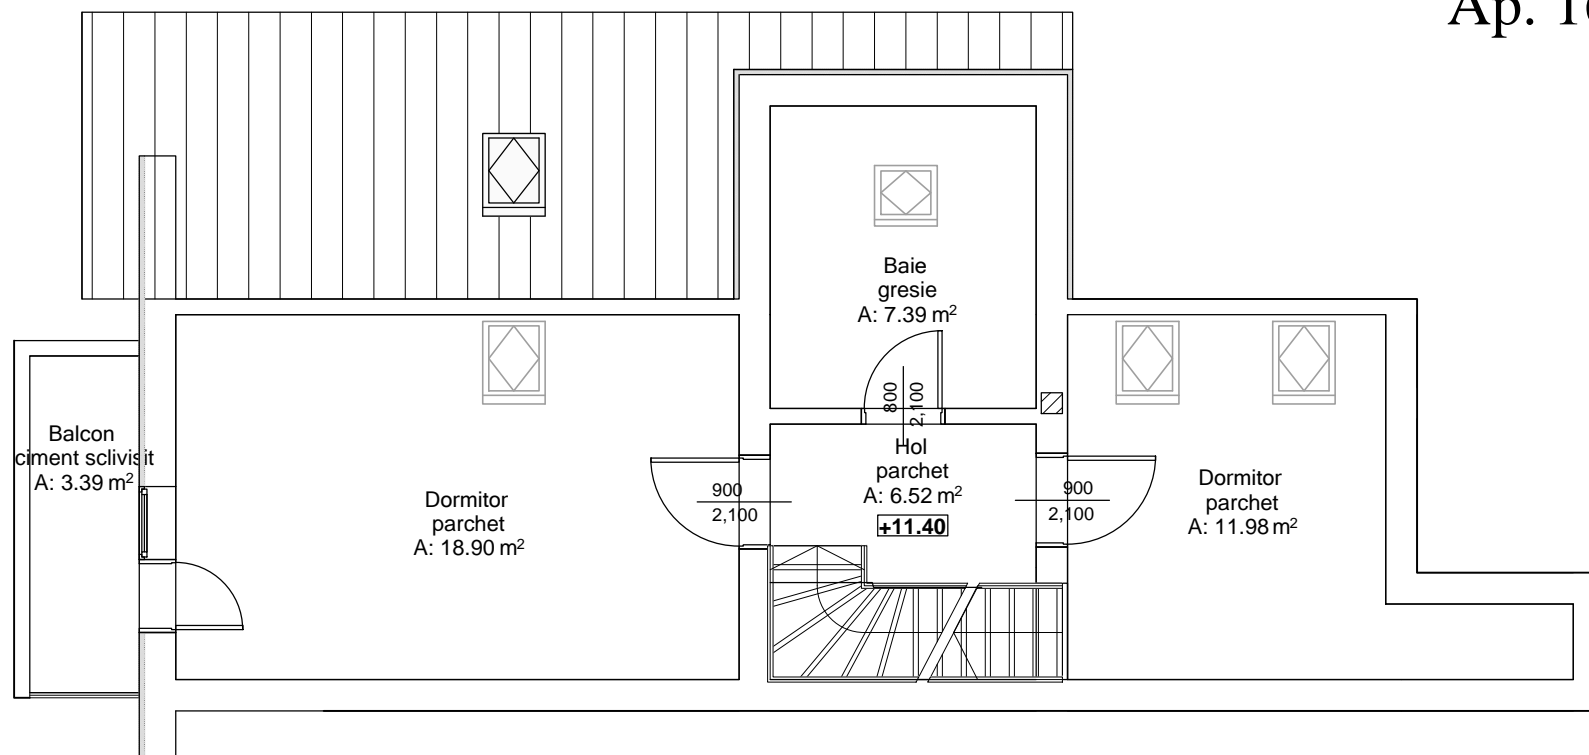 Ap.
Baie
gresie
A: 7.39 m²
800
2,100
Balcon
ciment sclivisit
A: 3.39 m²
Dormitor
parchet
A: 18.90 m²
900
2,100
Hol
parchet
A: 6.52 m²
+11.40
900
2,100
Dormitor
parchet
A: 11.98 m²